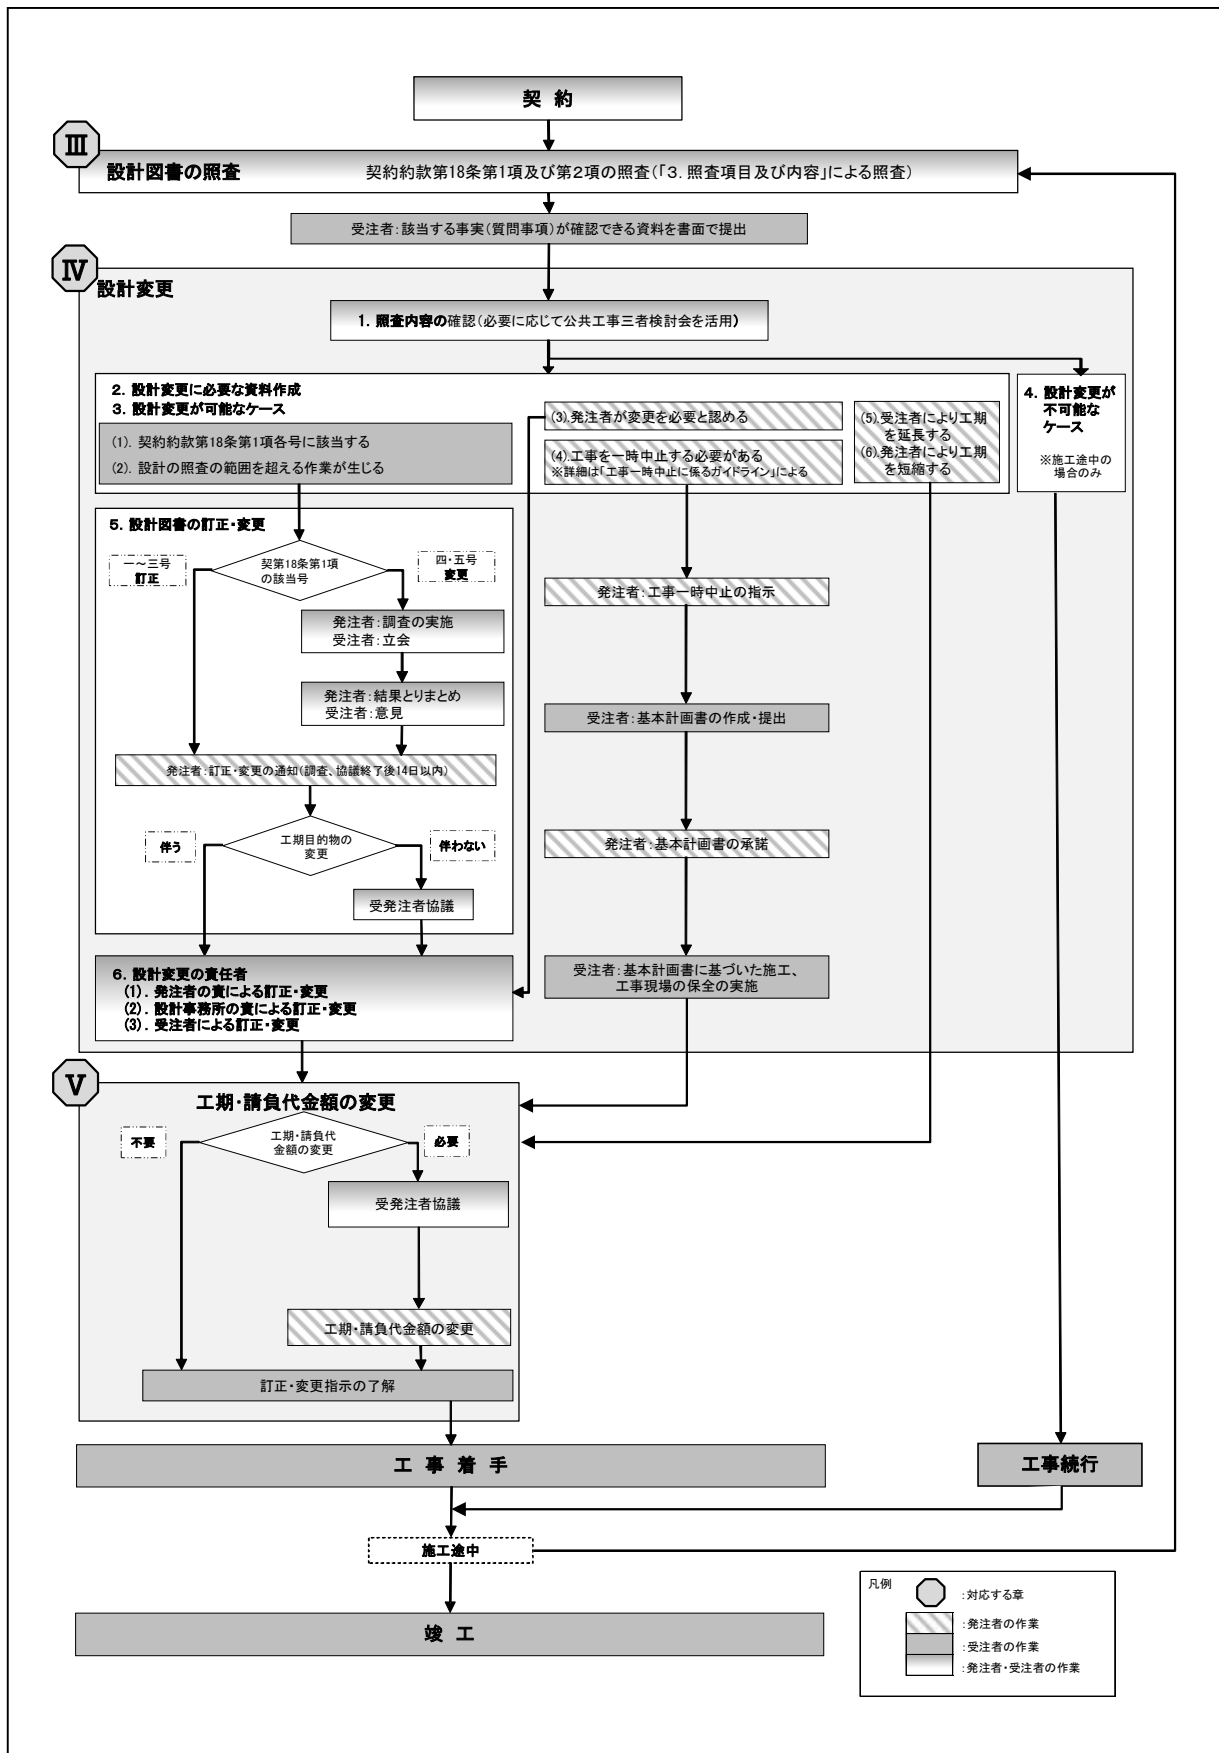 契 約
Ⅲ
設計図書の照査
契約約款第18条第1項及び第2項の照査(「3. 照査項目及び内容」による照査)
受注者:該当する事実(質問事項)が確認できる資料を書面で提出
Ⅳ
設計変更
1. 照査内容の確認(必要に応じて公共工事三者検討会を活用)
2. 設計変更に必要な資料作成
3. 設計変更が可能なケース
(1). 契約約款第18条第1項各号に該当する
(2). 設計の照査の範囲を超える作業が生じる
(3).発注者が変更を必要と認める
(4).工事を一時中止する必要がある
※詳細は「工事一時中止に係るガイドライン」による
(5).受注者により工期
を延長する
(6).発注者により工期
を短縮する
4. 設計変更が
不可能な
ケース
※施工途中の
場合のみ
5. 設計図書の訂正・変更
一~三号
訂正
契第18条第1項
の該当号
四・五号
変更
発注者:調査の実施
受注者:立会
発注者:結果とりまとめ
受注者:意見
発注者:訂正・変更の通知(調査、協議終了後14日以内)
伴う
工期目的物の
変更
伴わない
受発注者協議
発注者:工事一時中止の指示
受注者:基本計画書の作成・提出
発注者:基本計画書の承諾
受注者:基本計画書に基づいた施工、
工事現場の保全の実施
6. 設計変更の責任者
(1). 発注者の責による訂正・変更
(2). 設計事務所の責による訂正・変更
(3). 受注者による訂正・変更
Ⅴ
工期・請負代金額の変更
不要
工期・請負代
金額の変更
必要
受発注者協議
工期・請負代金額の変更
訂正・変更指示の了解
工 事 着 手
工事続行
施工途中
竣 工
凡例
:対応する章
:発注者の作業
:受注者の作業
:発注者・受注者の作業